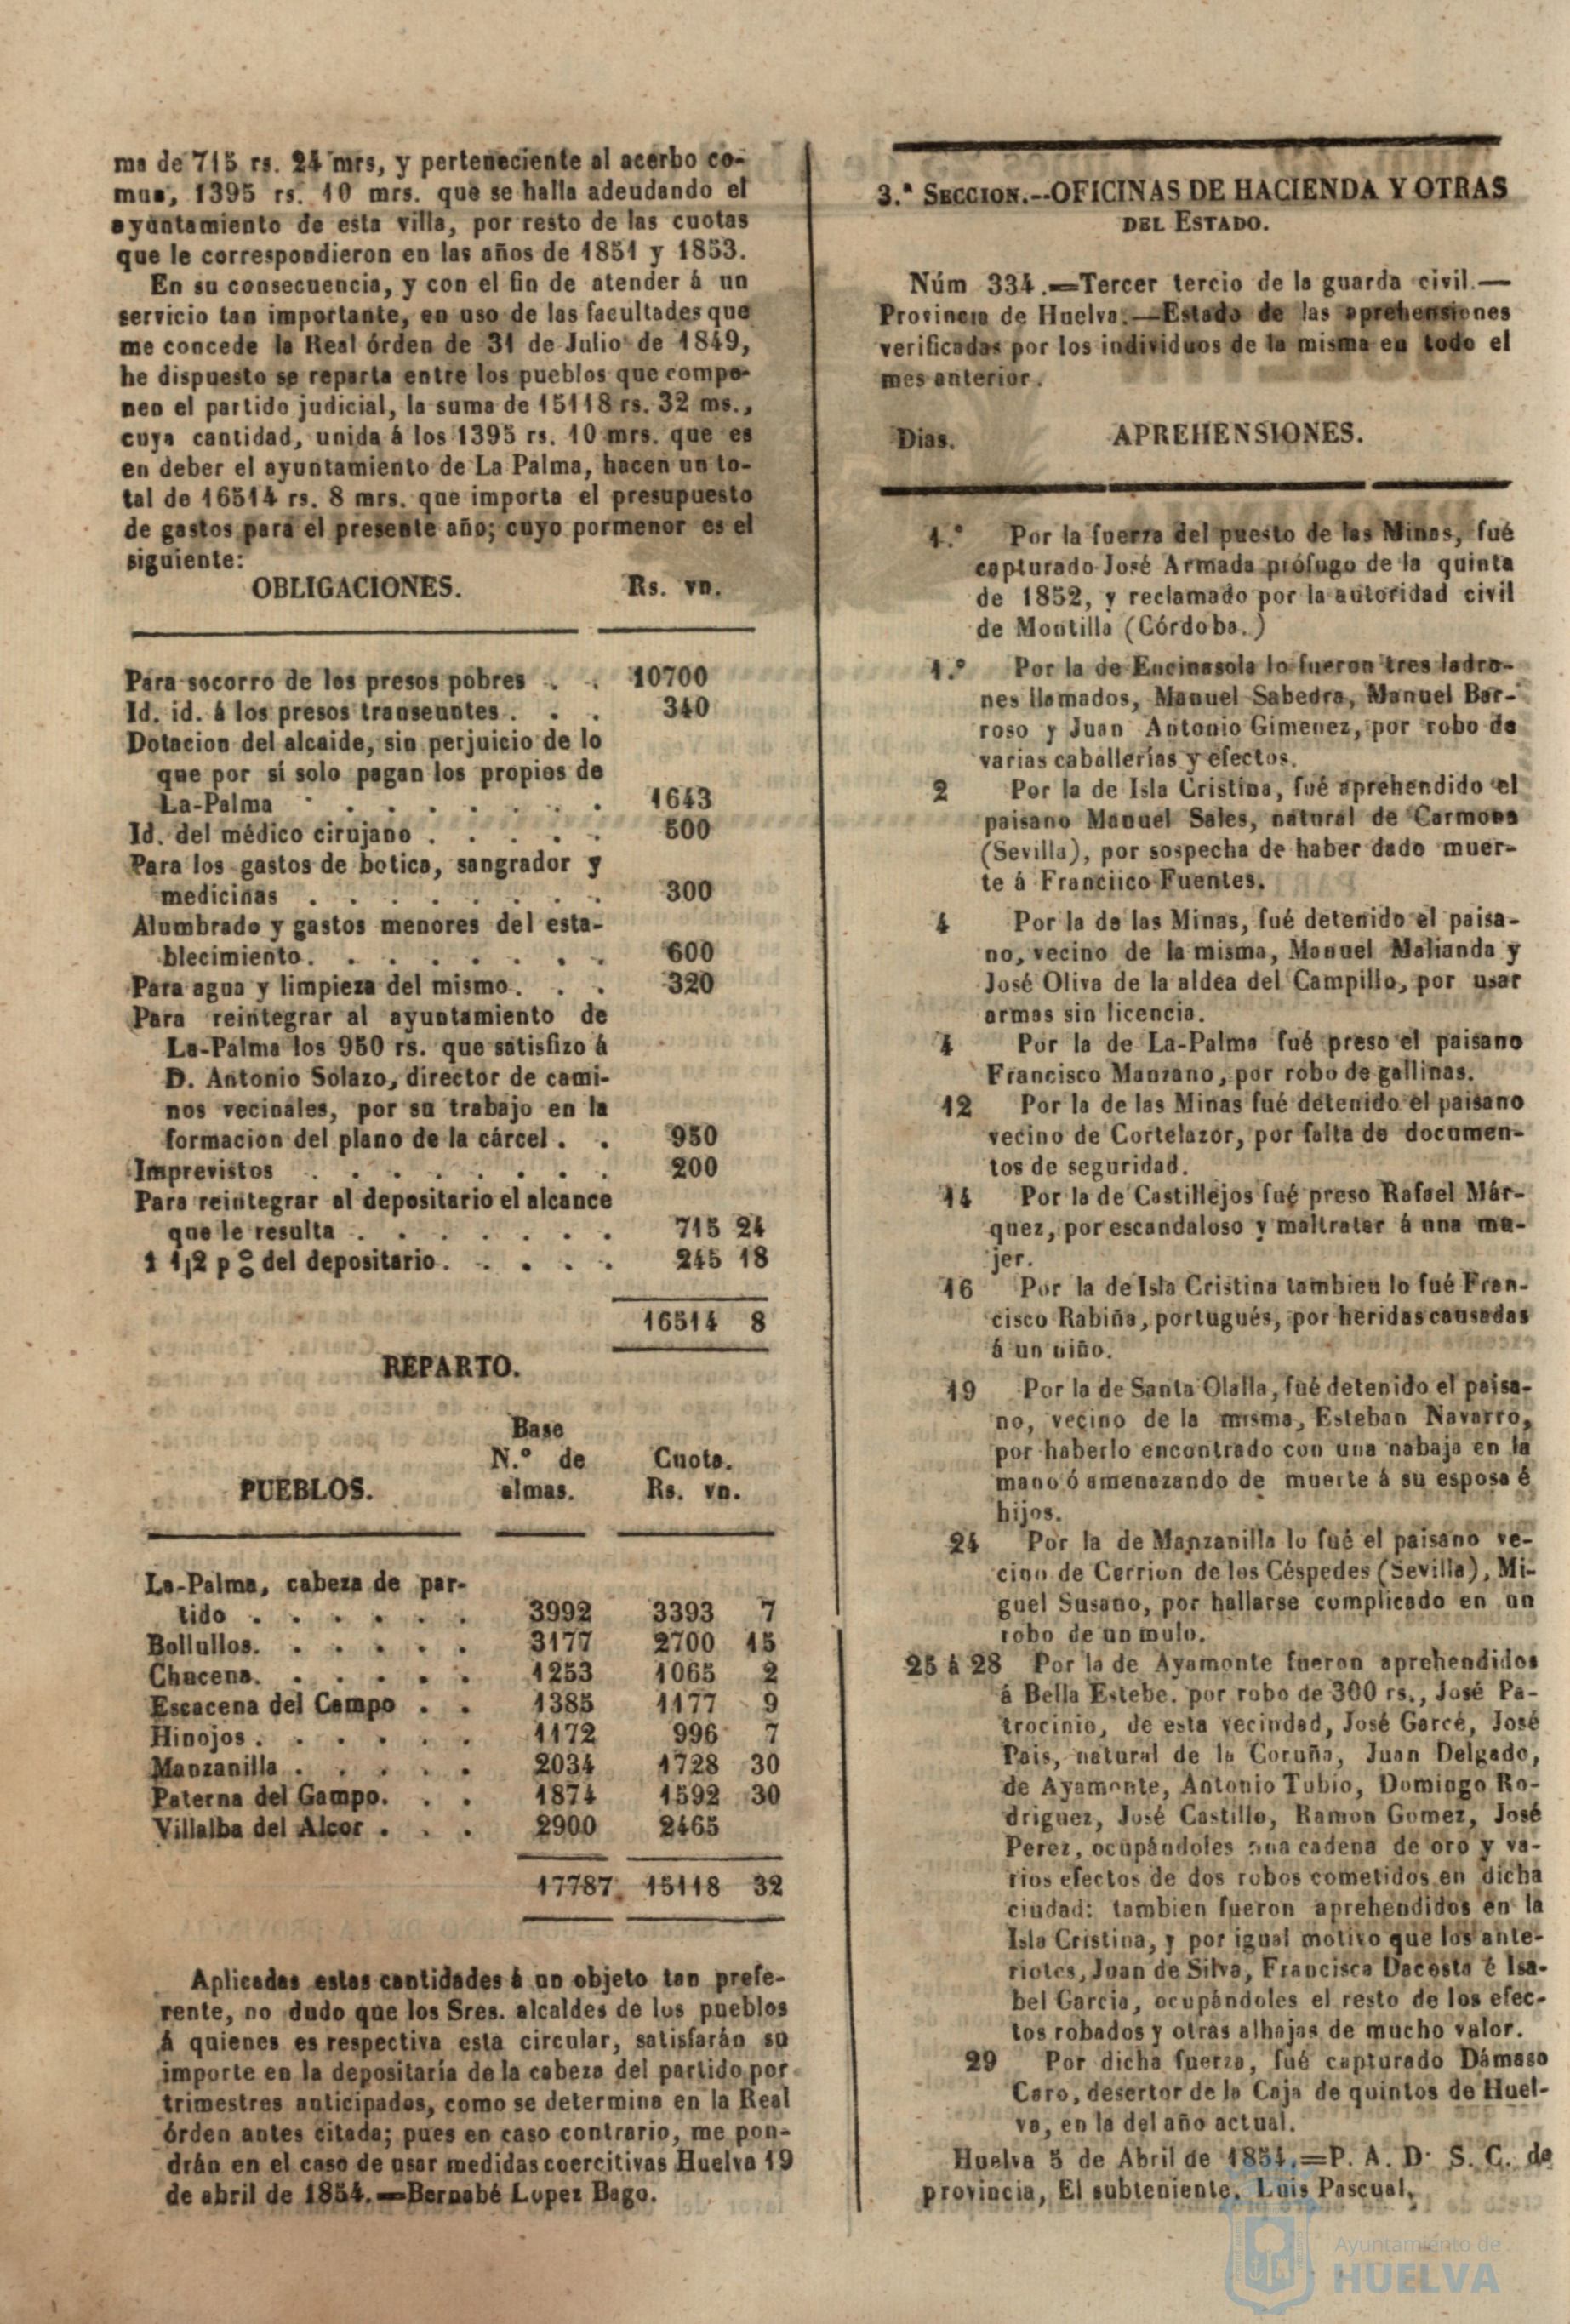 ma de 715 rs. 24 mrs, y perteneciente al acerbo co-
mun, 1395 rs. 10 mrs. que se halla adeudando el
ayuntamiento de esta villa, por resto de las cuotas
que le correspondieron en las años de 1851 y 1853.
En su consecuencia, y con el fin de atender á un
servicio tan importante, en uso de las facultades que
me concede la Real órden de 31 de Julio de 1849,
he dispuesto se reparta entre los pueblos que compo-
nen el partido judicial, la suma de 15118 rs. 32 ms.,
cuya cantidad, unida á los 1395 rs. 10 mrs. que es
en deber el ayuntamiento de La Palma, hacen un to-
tal de 16514 rs. 8 mrs. que importa el presupuesto
de gastos para el presente año; cuyo pormenor es el
siguiente:
OBLIGACIONES. Rs. vn.
Para socorro de los presos pobres . . 10700
Id. id. á los presos transeuntes . . . 340
Dotacion del alcaide, sin perjuicio de lo
que por sí solo pagan los propios de
La-Palma . . . . . . . . 1643
Id. del médico cirujano . . . . . 500
Para los gastos de botica, sangrador y
medicinas . . . . . . . . 300
Alumbrado y gastos menores del esta-
blecimiento. . . . . . . . 600
Para agua y limpieza del mismo. . . 320
Para reintegrar al ayuntamiento de
La-Palma los 950 rs. que satisfizo á
D. Antonio Solazo, director de cami-
nos vecinales, por su trabajo en la
formacion del plano de la cárcel . . 950
Imprevistos . . . . . . . . 200
Para reintegrar al depositario el alcance
que le resulta . . . . . . . 715 24
1 1/2 p% del depositario . . . . . 245 18
16514 8
REPARTO.
Base
N.º de Cuota.
PUEBLOS. almas. Rs. vn.
La-Palma, cabeza de par-
tido . . . . . . 3992 3393 7
Bollullos. . . . . . 3177 2700 15
Chucena. . . . . . 1253 1065 2
Escacena del Campo . . 1385 1177 9
Hinojos . . . . . . 1172 996 7
Manzanilla . . . . . 2034 1728 30
Paterna del Campo. . . 1874 1592 30
Villalba del Alcor . . . 2900 2465
17787. 15118 32
Aplicadas estas cantidades á un objeto tan prefe-
rente, no dudo que los Sres. alcaldes de los pueblos
á quienes es respectiva esta circular, satisfarán su
importe en la depositaría de la cabeza del partido por
trimestres anticipados, como se determina en la Real
órden antes citada; pues en caso contrario, me pon-
drán en el caso de usar medidas coercitivas Huelva 19
de abril de 1854.=Bernabé Lopez Bago.
3.ª SECCION.--OFICINAS DE HACIENDA Y OTRAS
DEL ESTADO.
Núm 334.=Tercer tercio de la guarda civil.—
Provincia de Huelva.—Estado de las aprehensiones
verificadas por los individuos de la misma en todo el
mes anterior.
Dias. APREHENSIONES.
1.º Por la fuerza del puesto de las Minas, fué
capturado José Armada prófugo de la quinta
de 1852, y reclamado por la autoridad civil
de Montilla (Córdoba.)
1.º Por la de Encinasola lo fueron tres ladro-
nes llamados, Manuel Sabedra, Manuel Bar-
roso y Juan Antonio Gimenez, por robo de
varias caballerías y efectos.
2 Por la de Isla Cristina, fué aprehendido el
paisano Manuel Sales, natural de Carmona
(Sevilla), por sospecha de haber dado muer-
te á Franciico Fuentes.
4 Por la de las Minas, fué detenido el paisa-
no, vecino de la misma, Manuel Malianda y
José Oliva de la aldea del Campillo, por usar
armas sin licencia.
4 Por la de La-Palma fué preso el paisano
Francisco Manzano, por robo de gallinas.
12 Por la de las Minas fué detenido el paisano
vecino de Cortelazor, por falta de documen-
tos de seguridad.
14 Por la de Castillejos fué preso Rafael Már-
quez, por escandaloso y maltratar á una mu-
jer.
16 Por la de Isla Cristina tambien lo fué Fran-
cisco Rabiña, portugués, por heridas causadas
á un niño.
19 Por la de Santa Olalla, fué detenido el paisa-
no, vecino de la misma, Esteban Navarro,
por haberlo encontrado con una nabaja en la
mano ó amenazando de muerte á su esposa é
hijos.
24 Por la de Manzanilla lo fué el paisano ve-
cino de Carrion de los Céspedes (Sevilla), Mi-
guel Susano, por hallarse complicado en un
robo de un mulo.
25 á 28 Por la de Ayamonte fueron aprehendidos
á Bella Estebe. por robo de 300 rs., José Pa-
trocinio, de esta vecindad, José Garcé, José
Pais, natural de la Coruña, Juan Delgado,
de Ayamonte, Antonio Tubio, Domingo Ro-
driguez, José Castillo, Ramon Gomez, José
Perez, ocupándoles una cadena de oro y va-
rios efectos de dos robos cometidos en dicha
ciudad: tambien fueron aprehendidos en la
Isla Cristina, y por igual motivo que los ante-
riores, Juan de Silva, Francisca Dacosta é Isa-
bel Garcia, ocupándoles el resto de los efec-
tos robados y otras alhajas de mucho valor.
29 Por dicha fuerza, fué capturado Dámaso
Caro, desertor de la Caja de quintos de Huel-
va, en la del año actual.
Huelva 5 de Abril de 1854.=P. A. D. S. C. de
provincia, El subteniente. Luis Pascual.
Ayuntamiento de
HUELVA